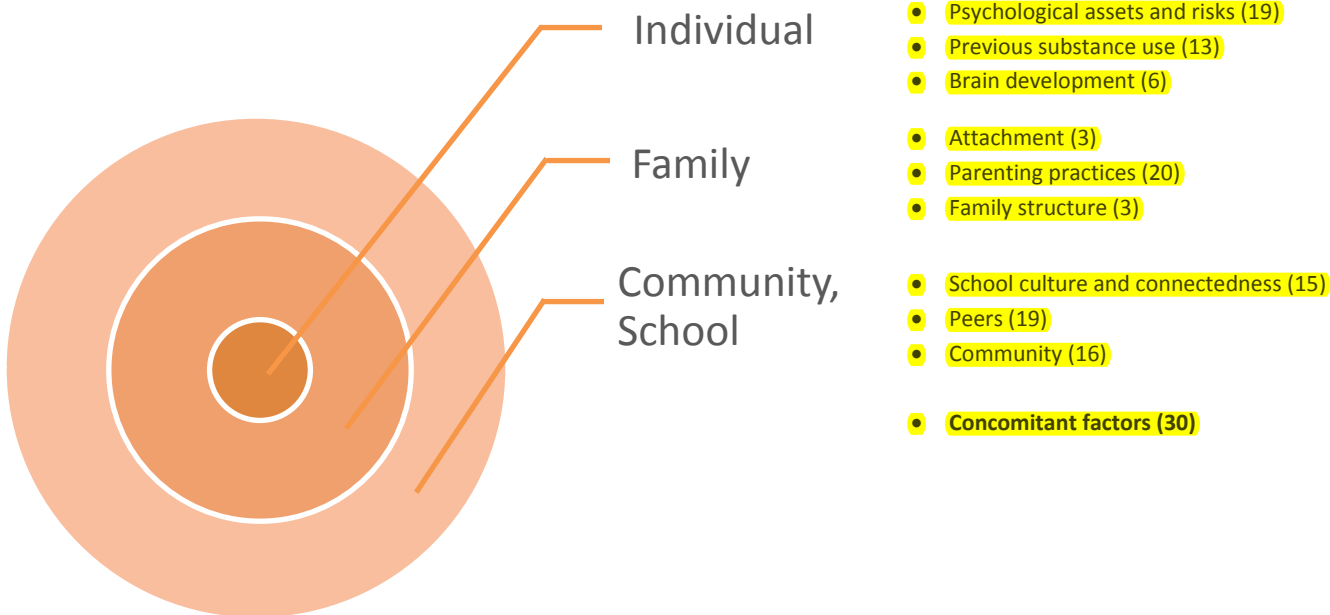 Individual
• Psychological assets and risks (19)
• Previous substance use (13)
• Brain development (6)
Family
• Attachment (3)
• Parenting practices (20)
• Family structure (3)
Community,
School
• School culture and connectedness (15)
• Peers (19)
• Community (16)
• Concomitant factors (30)